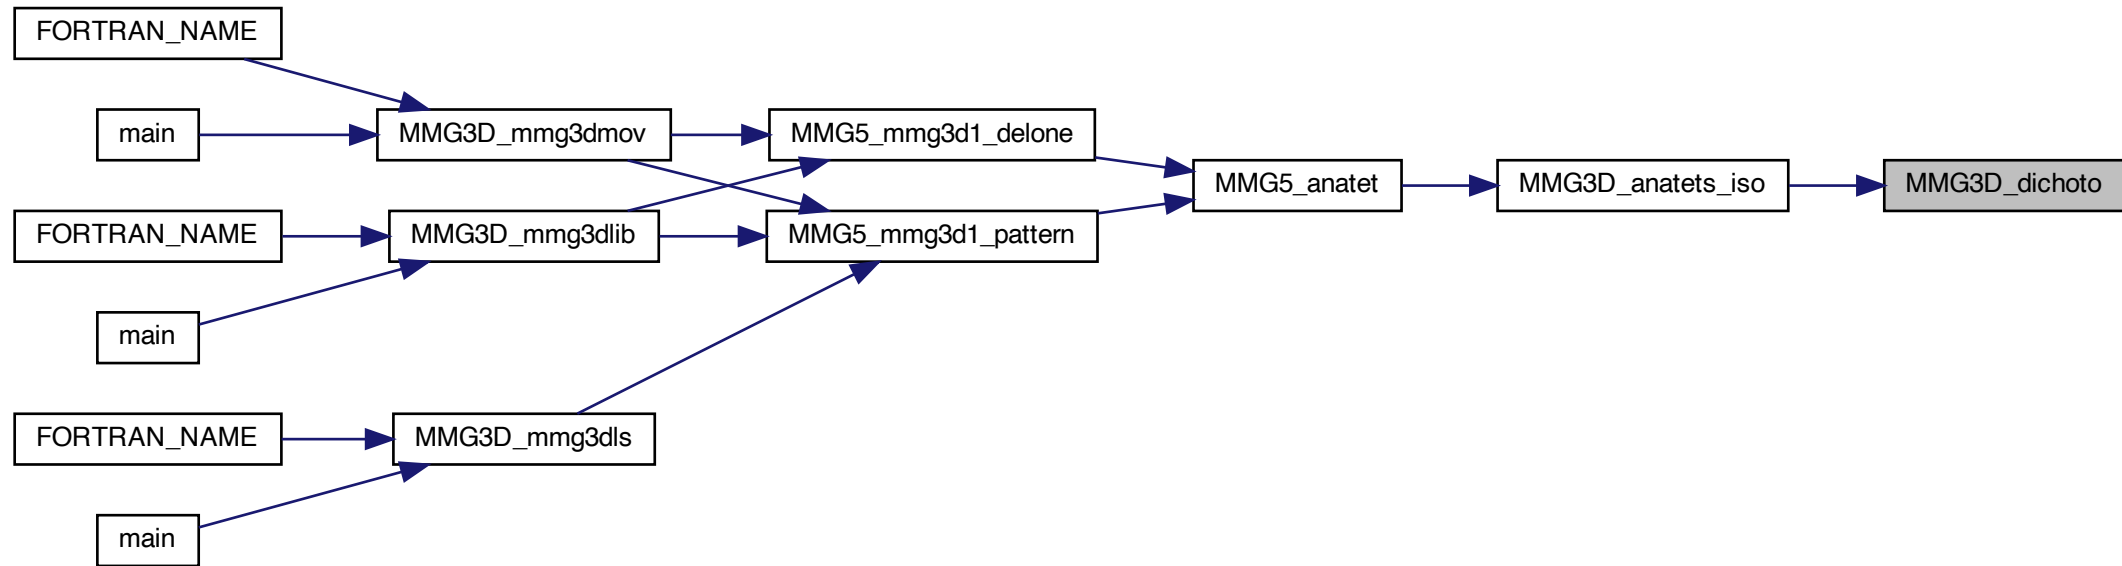 FORTRAN_NAME
main
MMG3D_mmg3dmov
MMG5_mmg3d1_delone
MMG5_anatet
MMG3D_anatets_iso
MMG3D_dichoto
FORTRAN_NAME
MMG3D_mmg3dlib
MMG5_mmg3d1_pattern
main
FORTRAN_NAME
MMG3D_mmg3dls
main